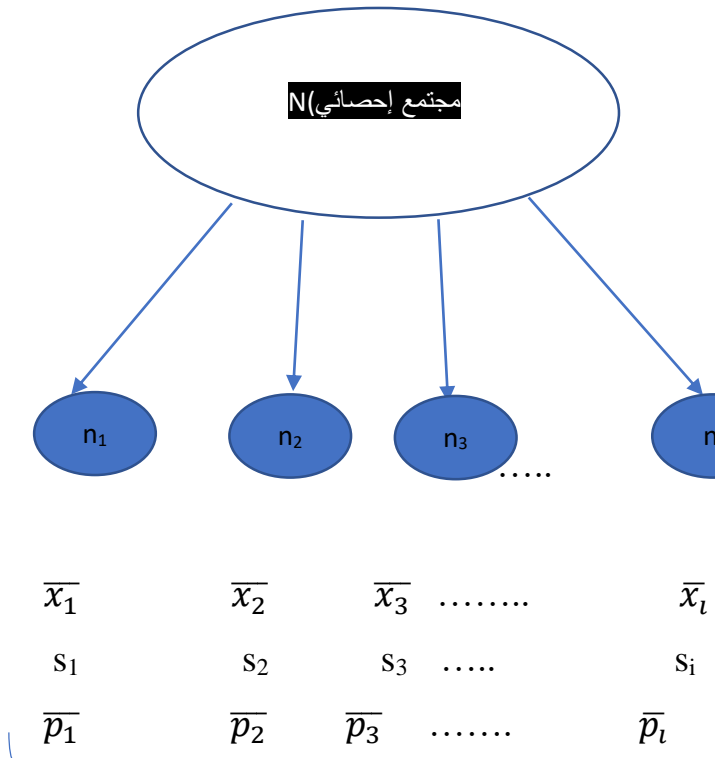 مجتمع إحصائي(N
n₁ n₂ n₃ ….. n
x̅₁ x̅₂ x̅₃ …….. x̅ᵢ
s₁ s₂ s₃ ….. sᵢ
p̅₁ p̅₂ p̅₃ ……. p̅ᵢ